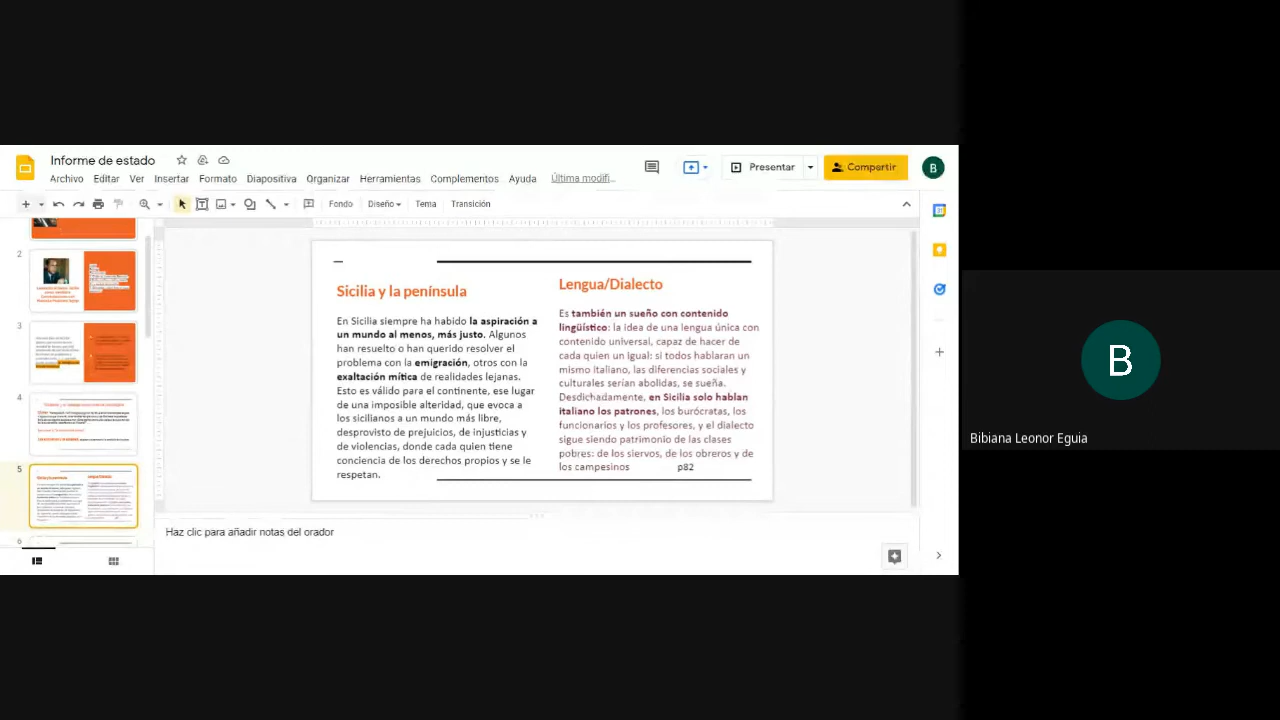 Informe de estado
Archivo Editar Ver Insertar Formato Diapositiva Organizar Herramientas Complementos Ayuda Última modifi...
Presentar
Compartir
B
Fondo Diseño Tema Transición
2
3
4
5
6
Sicilia y la península
En Sicilia siempre ha habido la aspiración a
un mundo al menos, más justo. Algunos
han resuelto o han querido resolver el
problema con la emigración, otros con la
exaltación mítica de realidades lejanas.
Esto es válido para el continente, ese lugar
de una imposible alteridad, que evoca a
los sicilianos a un mundo más libre,
desprovisto de prejuicios, de injusticias y
de violencias, donde cada quien tiene
conciencia de los derechos propios y se le
respetan.
Lengua/Dialecto
Es también un sueño con contenido
lingüístico: la idea de una lengua única con
contenido universal, capaz de hacer de
cada quien un igual: si todos hablaran un
mismo italiano, las diferencias sociales y
culturales serían abolidas, se sueña.
Desdichadamente, en Sicilia solo hablan
italiano los patrones, los burócratas, los
funcionarios y los profesores, y el dialecto
sigue siendo patrimonio de las clases
pobres: de los siervos, de los obreros y de
los campesinos p82
Haz clic para añadir notas del orador
B
Bibiana Leonor Eguia